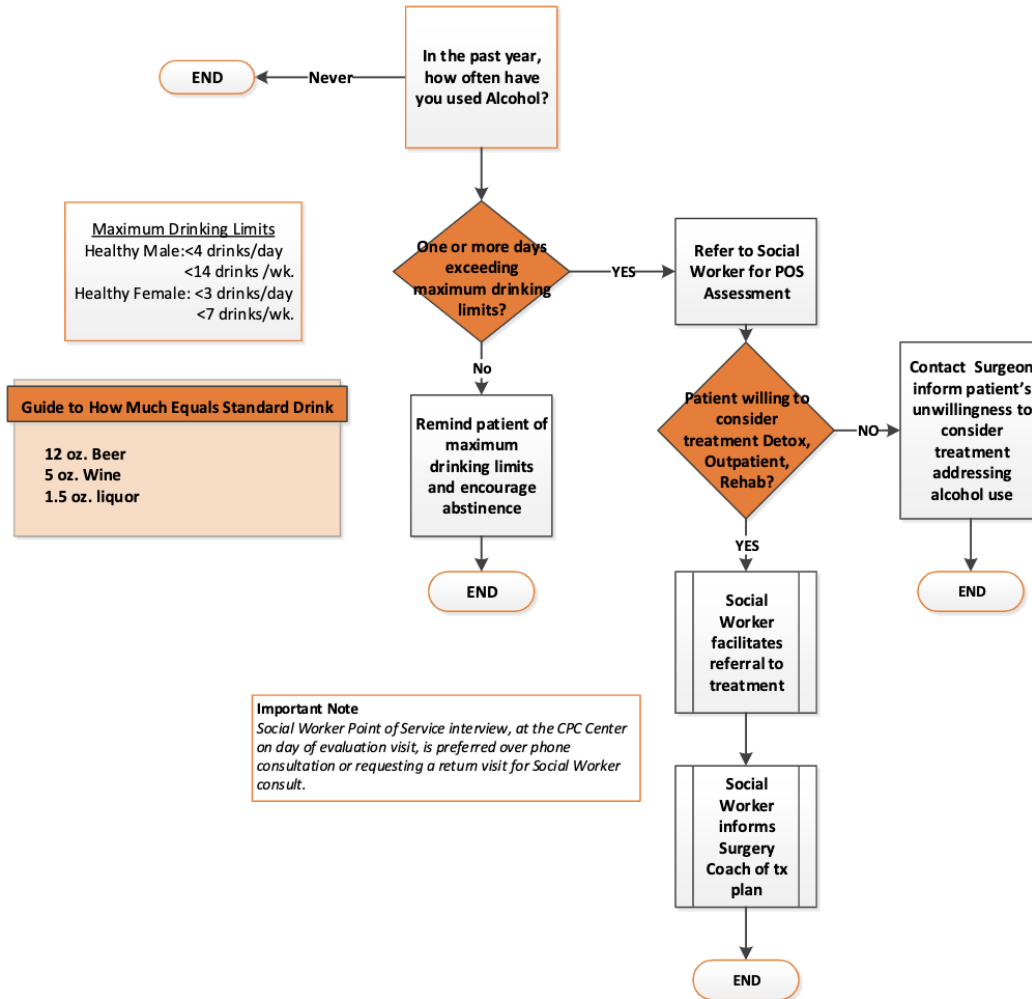 In the past year,
how often have
you used Alcohol?
Never
END
Maximum Drinking Limits
Healthy Male:<4 drinks/day
<14 drinks /wk.
Healthy Female: <3 drinks/day
<7 drinks/wk.
One or more days
exceeding
maximum drinking
limits?
YES
Refer to Social
Worker for POS
Assessment
No
Guide to How Much Equals Standard Drink
12 oz. Beer
5 oz. Wine
1.5 oz. liquor
Remind patient of
maximum
drinking limits
and encourage
abstinence
END
Patient willing to
consider
treatment Detox,
Outpatient,
Rehab?
NO
Contact Surgeon
inform patient's
unwillingness to
consider
treatment
addressing
alcohol use
END
YES
Social
Worker
facilitates
referral to
treatment
Important Note
Social Worker Point of Service interview, at the CPC Center
on day of evaluation visit, is preferred over phone
consultation or requesting a return visit for Social Worker
consult.
Social
Worker
informs
Surgery
Coach of tx
plan
END